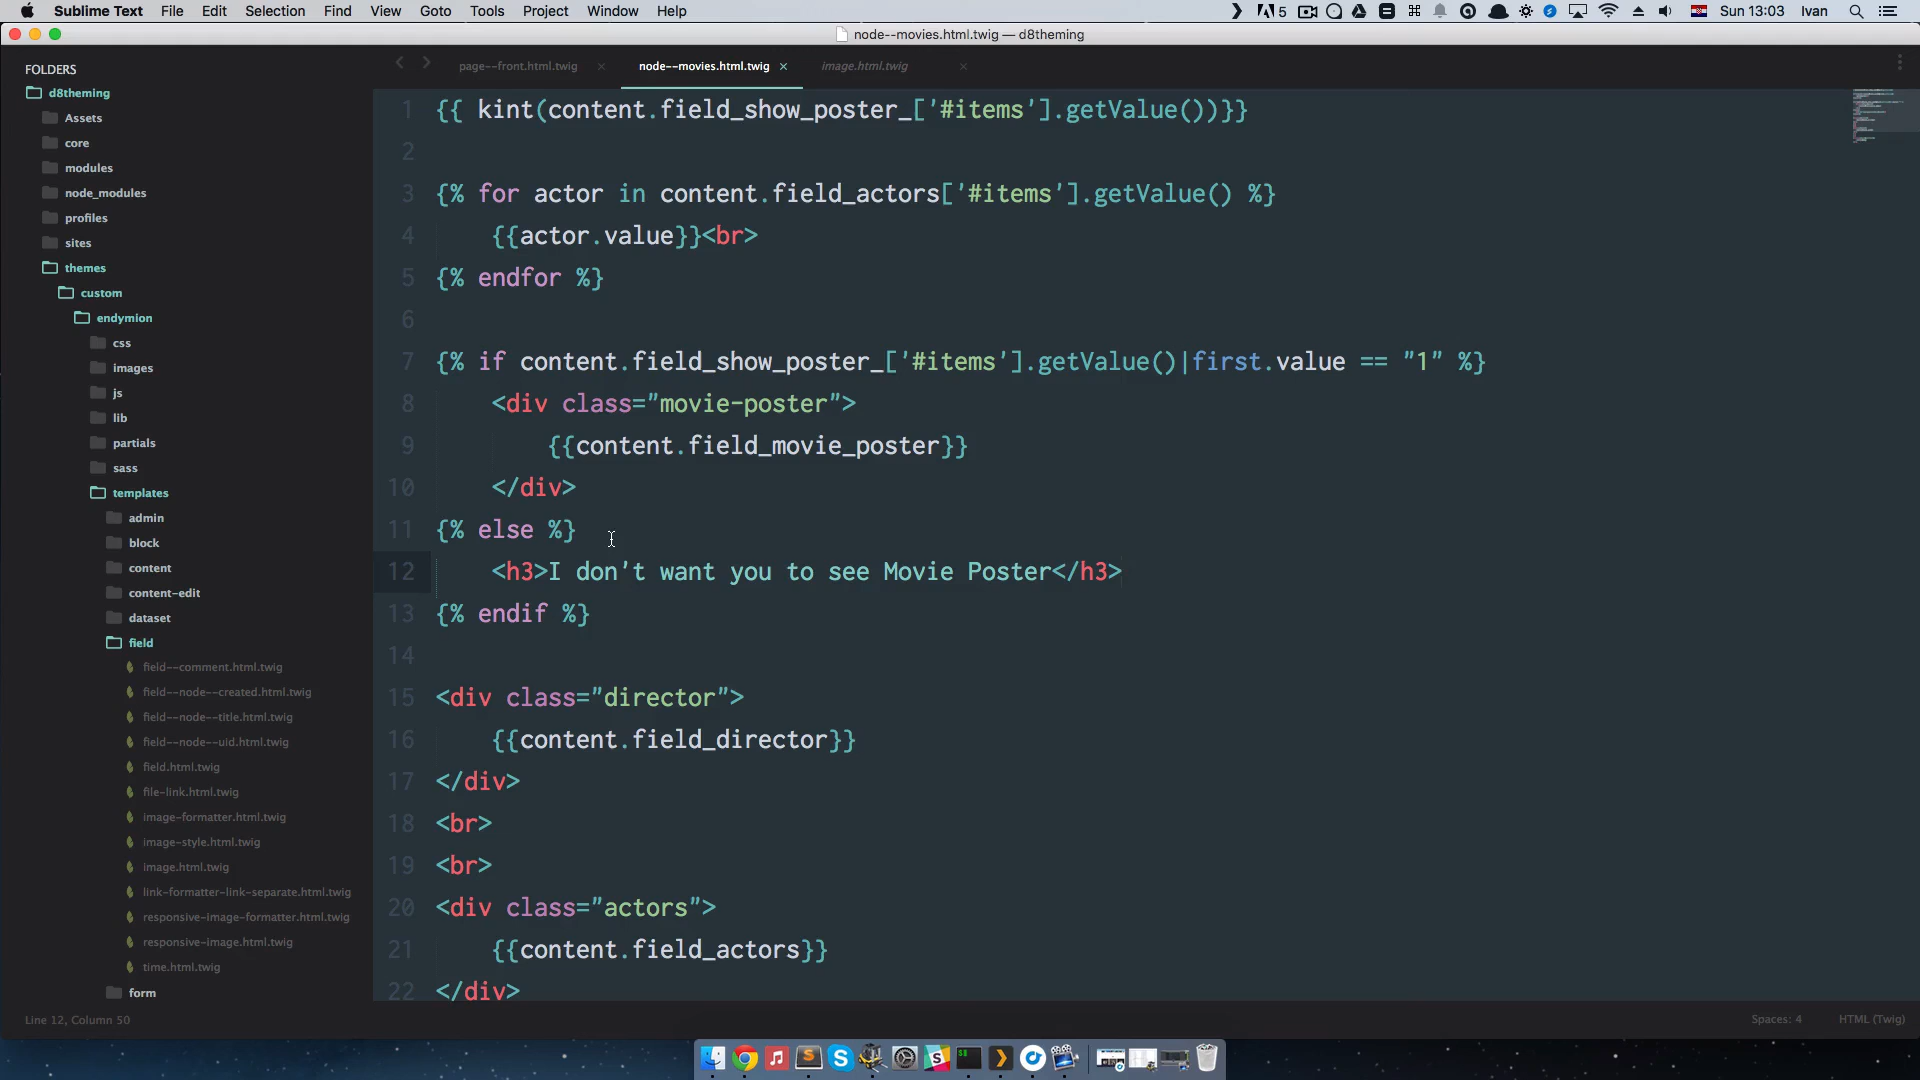 Sublime Text File Edit Selection Find View Goto Tools Project Window Help 5 Sun 13:03 Ivan
node--movies.html.twig — d8theming
FOLDERS
d8theming
Assets
core
modules
node_modules
profiles
sites
themes
custom
endymion
css
images
js
lib
partials
sass
templates
admin
block
content
content-edit
dataset
field
field--comment.html.twig
field--node--created.html.twig
field--node--title.html.twig
field--node--uid.html.twig
field.html.twig
file-link.html.twig
image-formatter.html.twig
image-style.html.twig
image.html.twig
link-formatter-link-separate.html.twig
responsive-image-formatter.html.twig
responsive-image.html.twig
time.html.twig
form
page--front.html.twig node--movies.html.twig image.html.twig
1 {{ kint(content.field_show_poster_['#items'].getValue())}}
2
3 {% for actor in content.field_actors['#items'].getValue() %}
4 {{actor.value}}<br>
5 {% endfor %}
6
7 {% if content.field_show_poster_['#items'].getValue()|first.value == "1" %}
8 <div class="movie-poster">
9 {{content.field_movie_poster}}
10 </div>
11 {% else %}
12 <h3>I don't want you to see Movie Poster</h3>
13 {% endif %}
14
15 <div class="director">
16 {{content.field_director}}
17 </div>
18 <br>
19 <br>
20 <div class="actors">
21 {{content.field_actors}}
22 </div>
Line 12, Column 50 Spaces: 4 HTML (Twig)